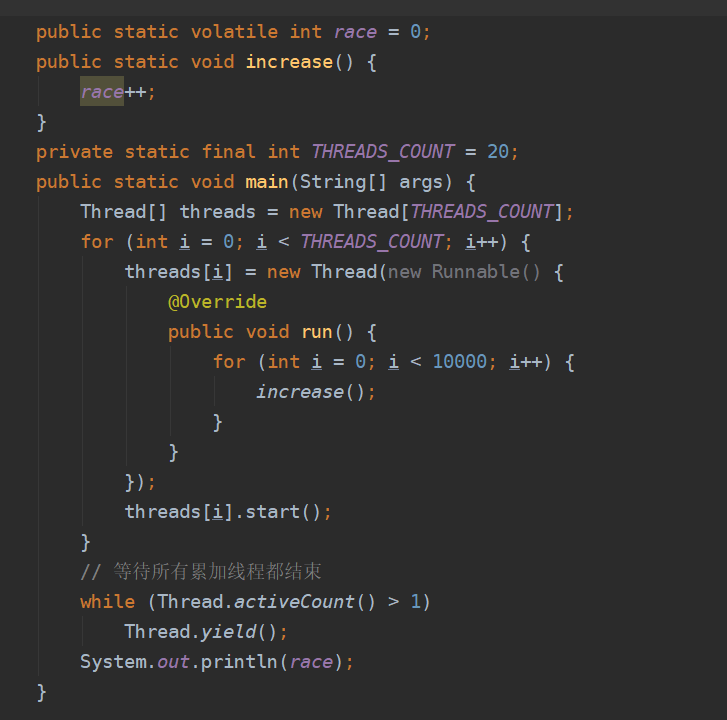 public static volatile int race = 0;
public static void increase() {
race++;
}
private static final int THREADS_COUNT = 20;
public static void main(String[] args) {
Thread[] threads = new Thread[THREADS_COUNT];
for (int i = 0; i < THREADS_COUNT; i++) {
threads[i] = new Thread(new Runnable() {
@Override
public void run() {
for (int i = 0; i < 10000; i++) {
increase();
}
}
});
threads[i].start();
}
// 等待所有累加线程都结束
while (Thread.activeCount() > 1)
Thread.yield();
System.out.println(race);
}